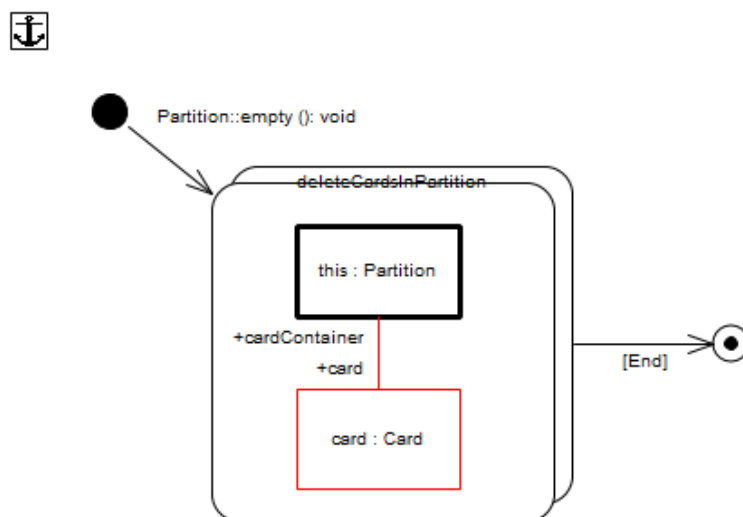 Partition::empty (): void
deleteCardsInPartition
this : Partition
+cardContainer
+card
[End]
card : Card